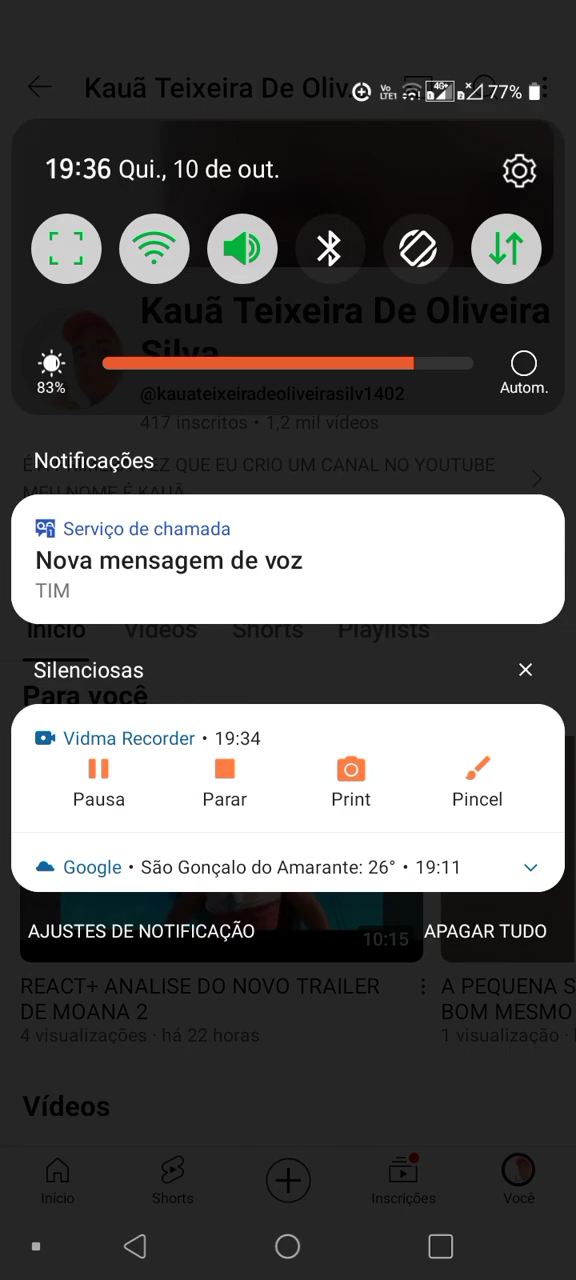 Kauã Teixeira De Oliv
Vo LTE1 4G+ 77%
19:36 Qui., 10 de out.
Kauã Teixeira De Oliveira
Silva
83%
Autom.
@kauateixeiradeoliveirasilv1402
417 inscritos • 1,2 mil vídeos
Notificações
VEZ QUE EU CRIO UM CANAL NO YOUTUBE
MEU NOME É KAUÃ
Serviço de chamada
Nova mensagem de voz
TIM
Início Vídeos Shorts Playlists
Silenciosas
Para você
Vidma Recorder • 19:34
Pausa Parar Print Pincel
Google • São Gonçalo do Amarante: 26° • 19:11
AJUSTES DE NOTIFICAÇÃO APAGAR TUDO
10:15
REACT+ ANALISE DO NOVO TRAILER
DE MOANA 2
4 visualizações · há 22 horas
A PEQUENA S
BOM MESMO
1 visualização ·
Vídeos
Início Shorts Inscrições Você